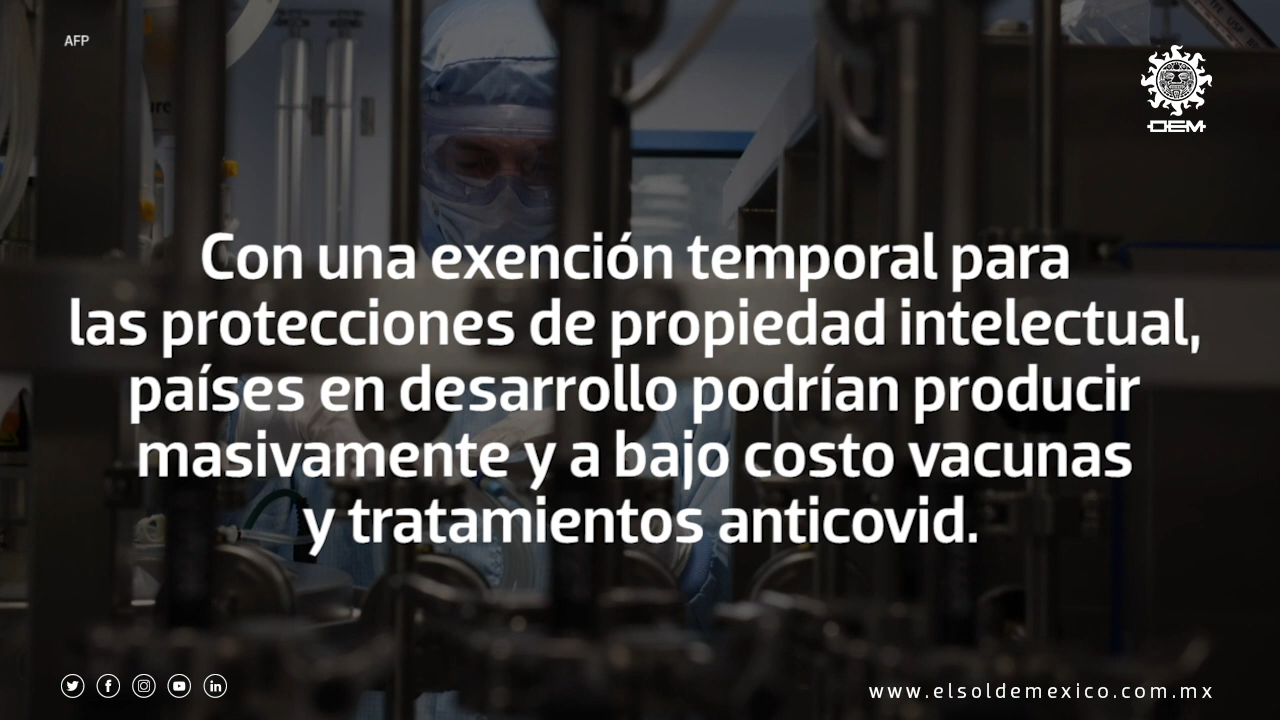 AFP
OEM
Con una exención temporal para
las protecciones de propiedad intelectual,
países en desarrollo podrían producir
masivamente y a bajo costo vacunas
y tratamientos anticovid.
www.elsoldemexico.com.mx